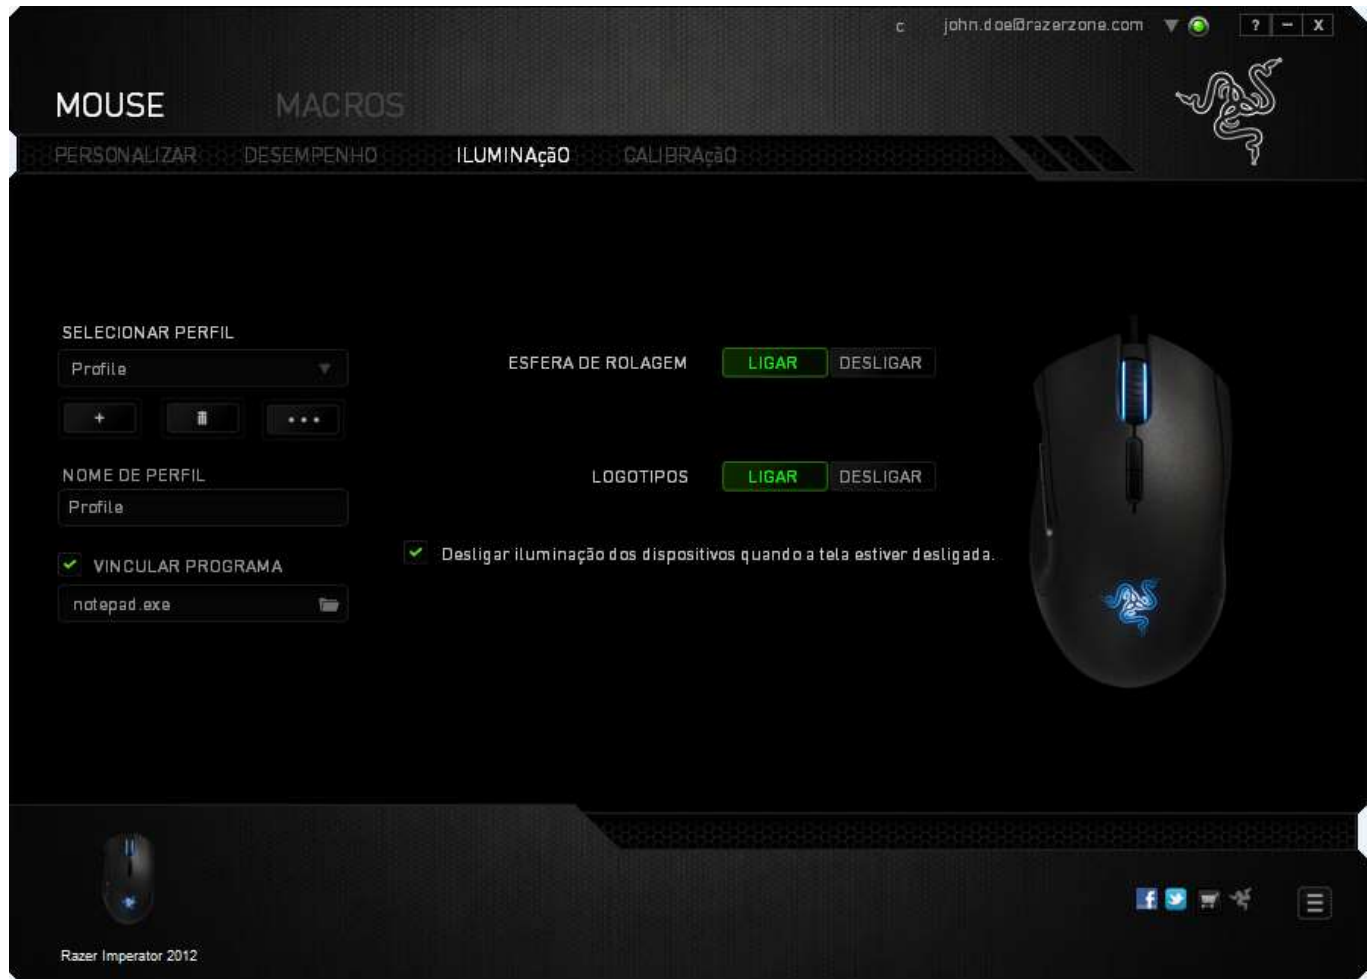 c john.doe@razerzone.com ? – X
MOUSE MACROS
PERSONALIZAR DESEMPENHO ILUMINAçãO CALIBRAçãO
SELECIONAR PERFIL
Profile
+ •••
NOME DE PERFIL
Profile
VINCULAR PROGRAMA
notepad.exe
ESFERA DE ROLAGEM LIGAR DESLIGAR
LOGOTIPOS LIGAR DESLIGAR
Desligar iluminação dos dispositivos quando a tela estiver desligada.
Razer Imperator 2012